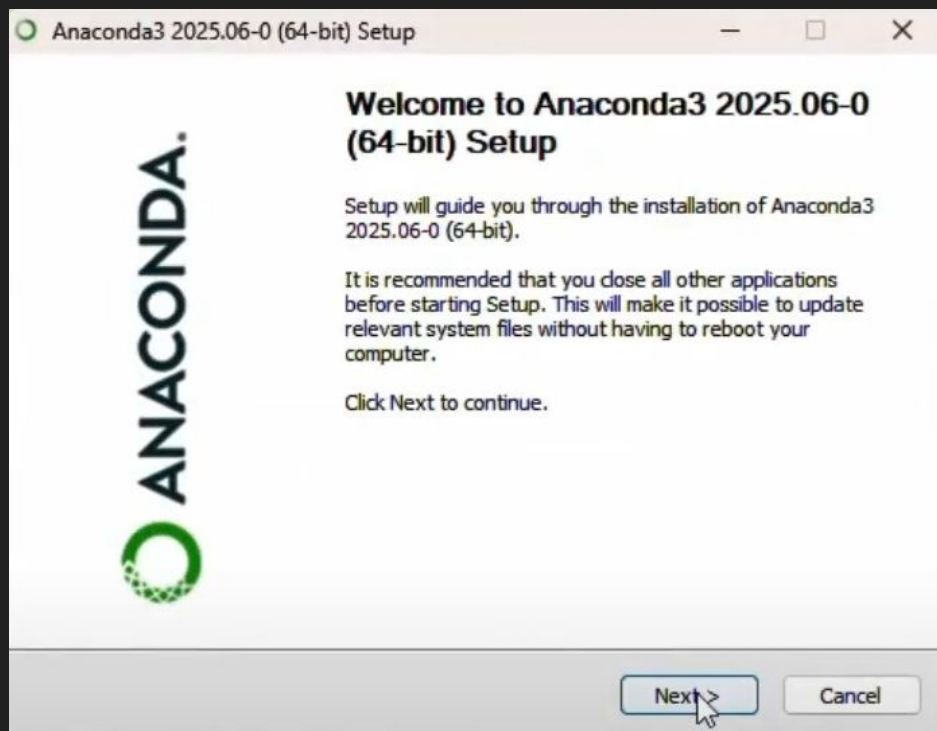 Anaconda3 2025.06-0 (64-bit) Setup
Welcome to Anaconda3 2025.06-0
(64-bit) Setup
Setup will guide you through the installation of Anaconda3
2025.06-0 (64-bit).
It is recommended that you close all other applications
before starting Setup. This will make it possible to update
relevant system files without having to reboot your
computer.
Click Next to continue.
ANACONDA.
Next >
Cancel